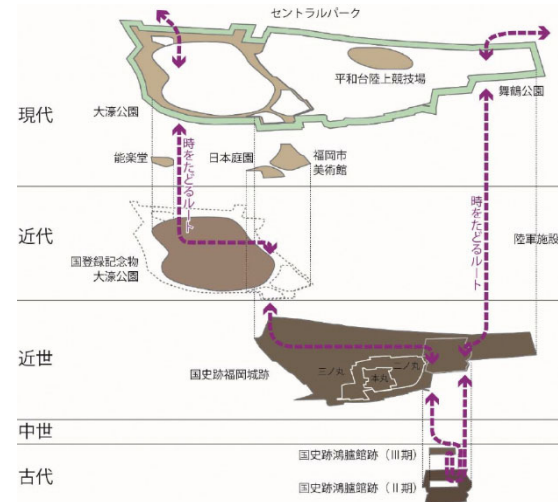 セントラルパーク
平和台陸上競技場
舞鶴公園
現代
大濠公園
時をたどるルート
能楽堂
日本庭園
福岡市
美術館
近代
時をたどるルート
陸軍施設
国登録記念物
大濠公園
近世
国史跡福岡城跡
三ノ丸
本丸
二ノ丸
中世
古代
国史跡鴻臚館跡（Ⅲ期）
国史跡鴻臚館跡（Ⅱ期）